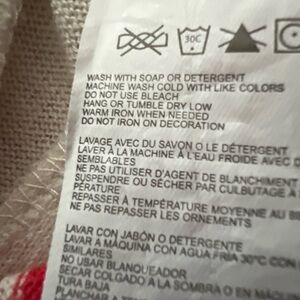 30C
WASH WITH SOAP OR DETERGENT
MACHINE WASH COLD WITH LIKE COLORS
DO NOT USE BLEACH
HANG OR TUMBLE DRY LOW
WARM IRON WHEN NEEDED
DO NOT IRON ON DECORATION
LAVAGE AVEC DU SAVON O LE DÉTERGENT
LAVER À LA MACHINE À L'EAU FROIDE AVEC
SEMBLABLES
NE PAS UTILISER D'AGENT DE BLANCHIMENT
SUSPENDRE OU SÉCHER PAR CULBUTAGE À
PÉRATURE
REPASSER À TEMPÉRATURE MOYENNE AU
NE PAS REPASSER LES ORNEMENTS
LAVAR CON JABÓN O DETERGENTE
LAVAR A MÁQUINA CON AGUA FRIA 30°C CON
SIMILARES
NO USAR BLANQUEADOR
SECAR COLGADO A LA SOMBRA O EN
TURA BAJA